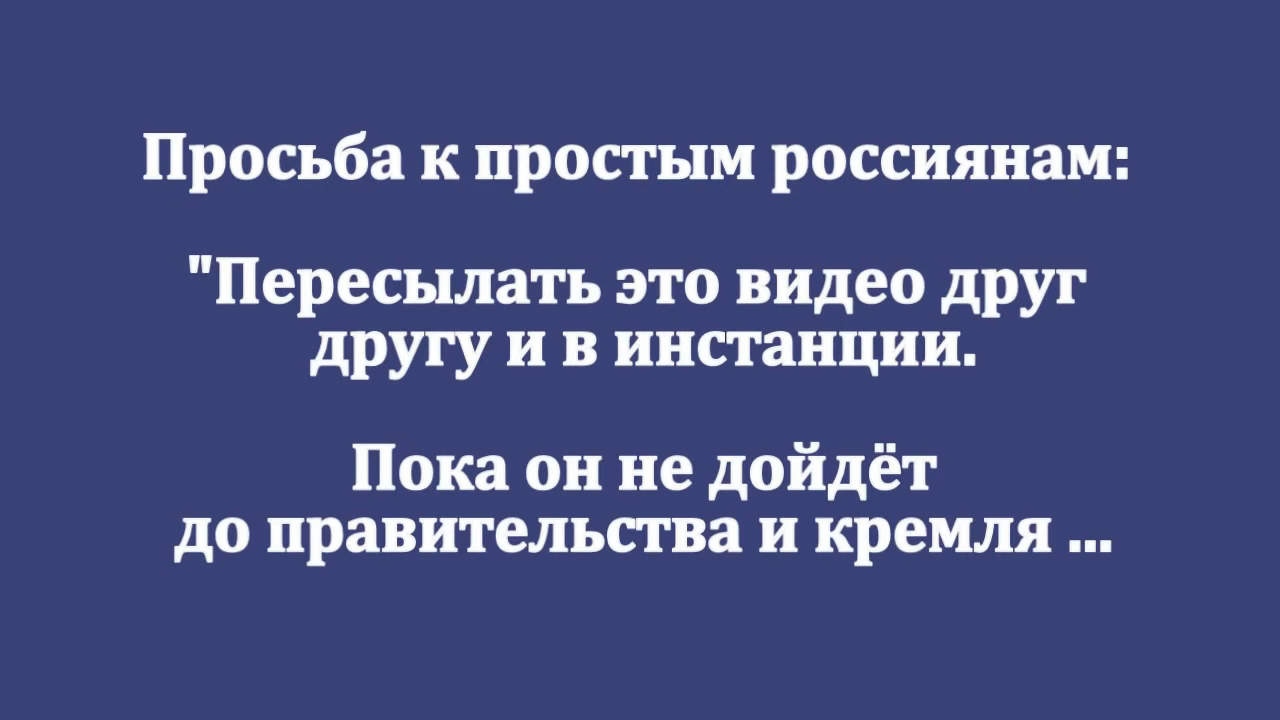 Просьба к простым россиянам:
"Пересылать это видео друг
другу и в инстанции.
Пока он не дойдёт
до правительства и кремля ...